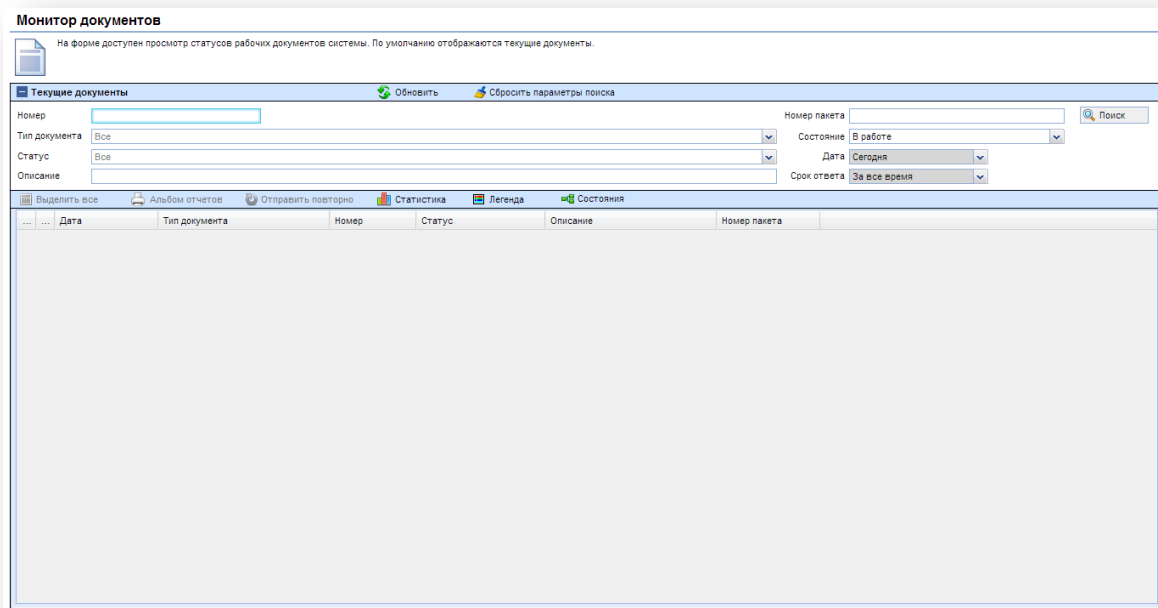 Монитор документов
На форме доступен просмотр статусов рабочих документов системы. По умолчанию отображаются текущие документы.
Текущие документы Обновить Сбросить параметры поиска
Номер Номер пакета Поиск
Тип документа Все Состояние В работе
Статус Все Дата Сегодня
Описание Срок ответа За все время
Выделить все Альбом отчетов Отправить повторно Статистика Легенда Состояния
... ... Дата Тип документа Номер Статус Описание Номер пакета